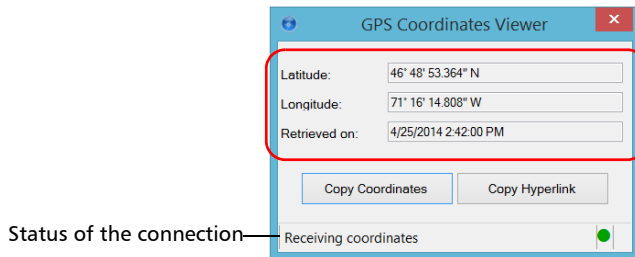 GPS Coordinates Viewer
Latitude: 46° 48' 53.364" N
Longitude: 71° 16' 14.808" W
Retrieved on: 4/25/2014 2:42:00 PM
Copy Coordinates Copy Hyperlink
Status of the connection Receiving coordinates